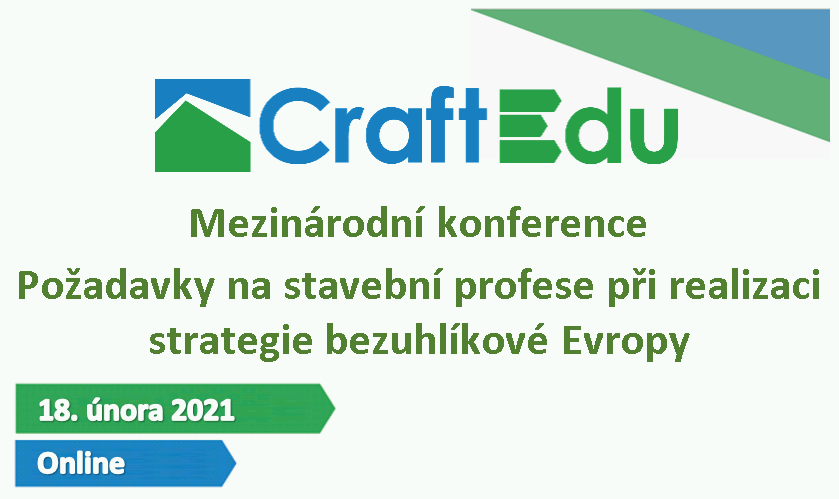 CraftEdu
Mezinárodní konference
Požadavky na stavební profese při realizaci
strategie bezuhlíkové Evropy
18. února 2021
Online